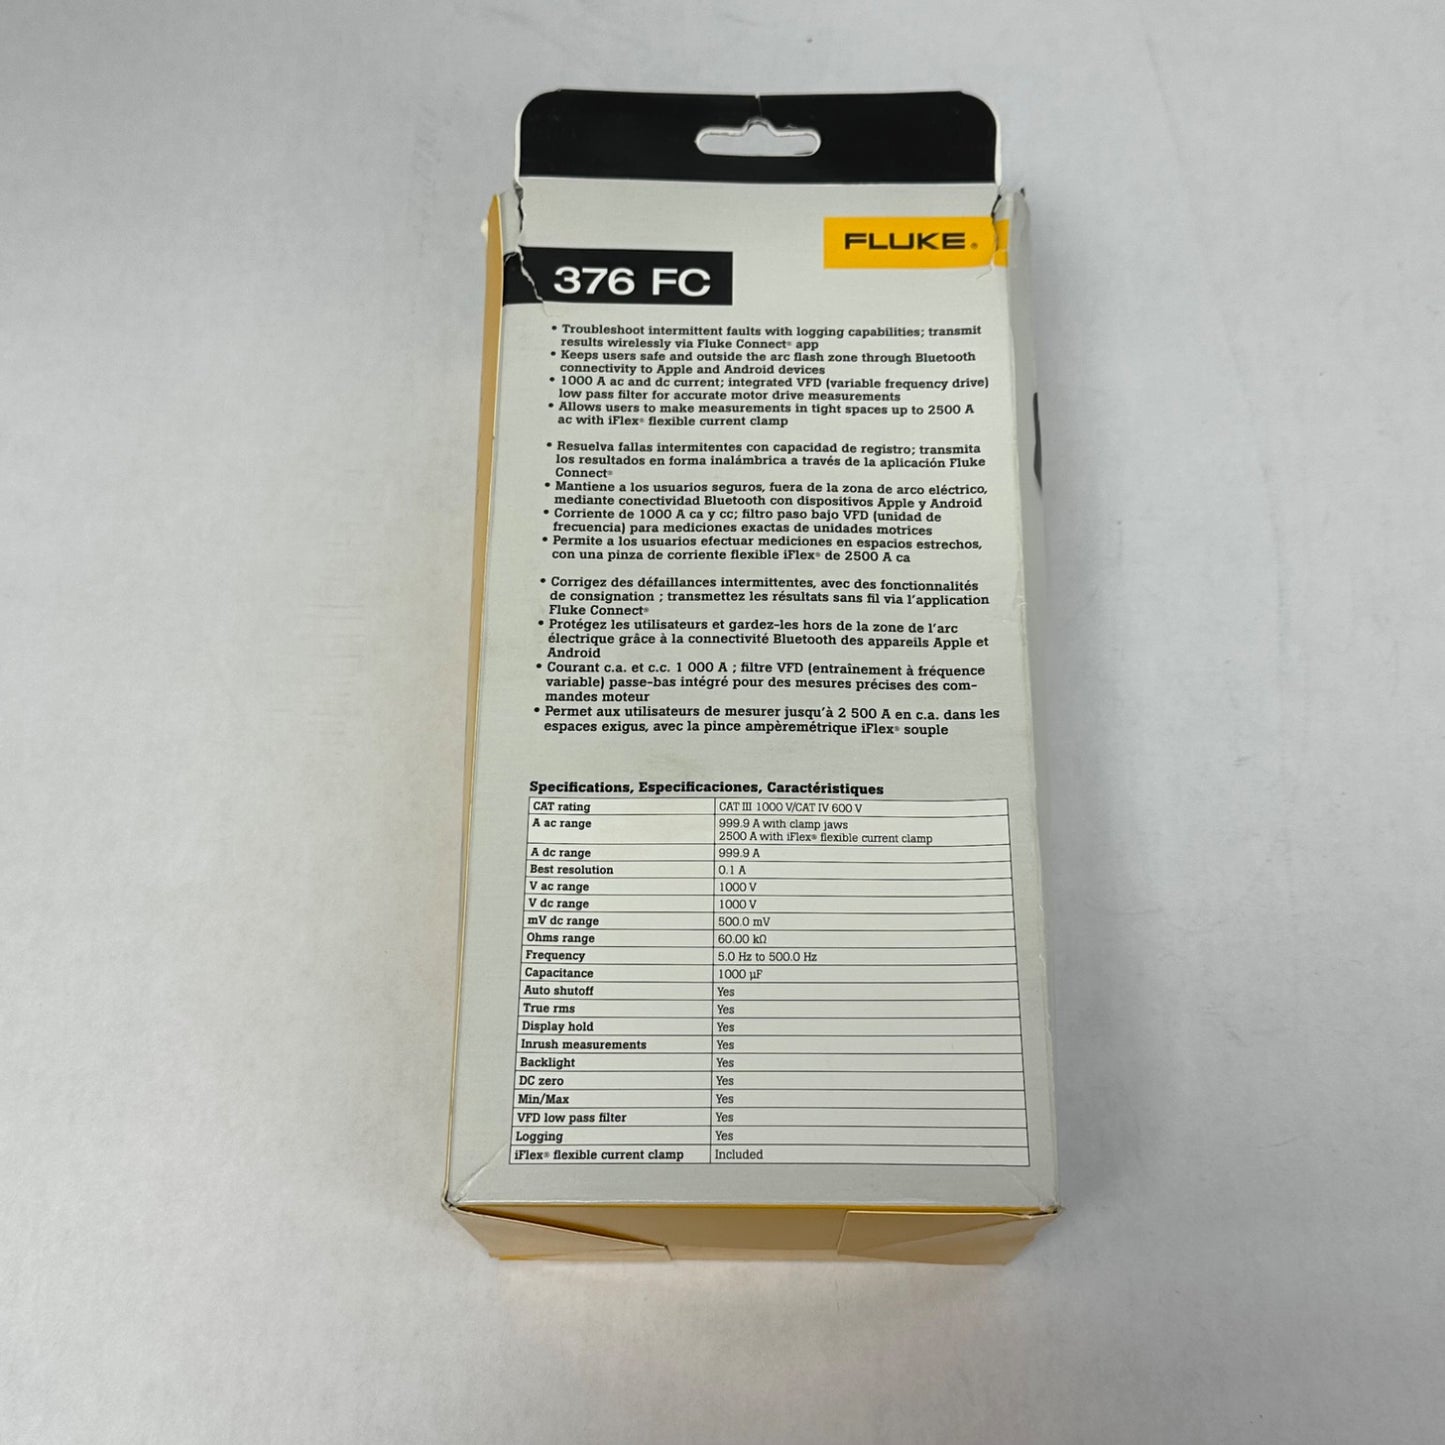 FLUKE®
376 FC
• Troubleshoot intermittent faults with logging capabilities; transmit
results wirelessly via Fluke Connect® app
• Keeps users safe and outside the arc flash zone through Bluetooth
connectivity to Apple and Android devices
• 1000 A ac and dc current; integrated VFD (variable frequency drive)
low pass filter for accurate motor drive measurements
• Allows users to make measurements in tight spaces up to 2500 A
ac with iFlex® flexible current clamp
• Resuelva fallas intermitentes con capacidad de registro; transmita
los resultados en forma inalámbrica a través de la aplicación Fluke
Connect®
• Mantiene a los usuarios seguros, fuera de la zona de arco eléctrico,
mediante conectividad Bluetooth con dispositivos Apple y Android
• Corriente de 1000 A ca y cc; filtro paso bajo VFD (unidad de
frecuencia) para mediciones exactas de unidades motrices
• Permite a los usuarios efectuar mediciones en espacios estrechos,
con una pinza de corriente flexible iFlex® de 2500 A ca
• Corrigez des défaillances intermittentes, avec des fonctionnalités
de consignation ; transmettez les résultats sans fil via l'application
Fluke Connect®
• Protégez les utilisateurs et gardez-les hors de la zone de l'arc
électrique grâce à la connectivité Bluetooth des appareils Apple et
Android
• Courant c.a. et c.c. 1 000 A ; filtre VFD (entraînement à fréquence
variable) passe-bas intégré pour des mesures précises des com-
mandes moteur
• Permet aux utilisateurs de mesurer jusqu'à 2 500 A en c.a. dans les
espaces exigus, avec la pince ampèremétrique iFlex® souple
Specifications, Especificaciones, Caractéristiques
CAT rating CAT III 1000 V/CAT IV 600 V
A ac range 999.9 A with clamp jaws
2500 A with iFlex® flexible current clamp
A dc range 999.9 A
Best resolution 0.1 A
V ac range 1000 V
V dc range 1000 V
mV dc range 500.0 mV
Ohms range 60.00 kΩ
Frequency 5.0 Hz to 500.0 Hz
Capacitance 1000 µF
Auto shutoff Yes
True rms Yes
Display hold Yes
Inrush measurements Yes
Backlight Yes
DC zero Yes
Min/Max Yes
VFD low pass filter Yes
Logging Yes
iFlex® flexible current clamp Included